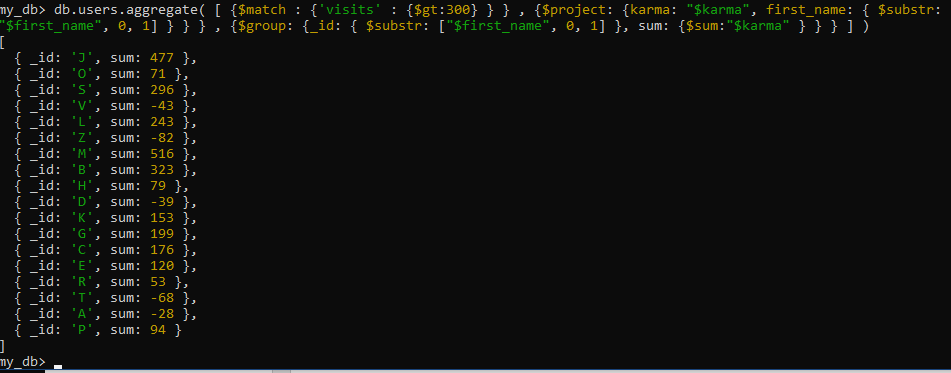 my_db> db.users.aggregate( [ {$match : {'visits' : {$gt:300} } } , {$project: {karma: "$karma", first_name: { $substr: [
"$first_name", 0, 1] } } } , {$group: {_id: { $substr: ["$first_name", 0, 1] }, sum: {$sum:"$karma" } } } ] )
[
  { _id: 'J', sum: 477 },
  { _id: 'O', sum: 71 },
  { _id: 'S', sum: 296 },
  { _id: 'V', sum: -43 },
  { _id: 'L', sum: 243 },
  { _id: 'Z', sum: -82 },
  { _id: 'M', sum: 516 },
  { _id: 'B', sum: 323 },
  { _id: 'H', sum: 79 },
  { _id: 'D', sum: -39 },
  { _id: 'K', sum: 153 },
  { _id: 'G', sum: 199 },
  { _id: 'C', sum: 176 },
  { _id: 'E', sum: 120 },
  { _id: 'R', sum: 53 },
  { _id: 'T', sum: -68 },
  { _id: 'A', sum: -28 },
  { _id: 'P', sum: 94 }
]
my_db>